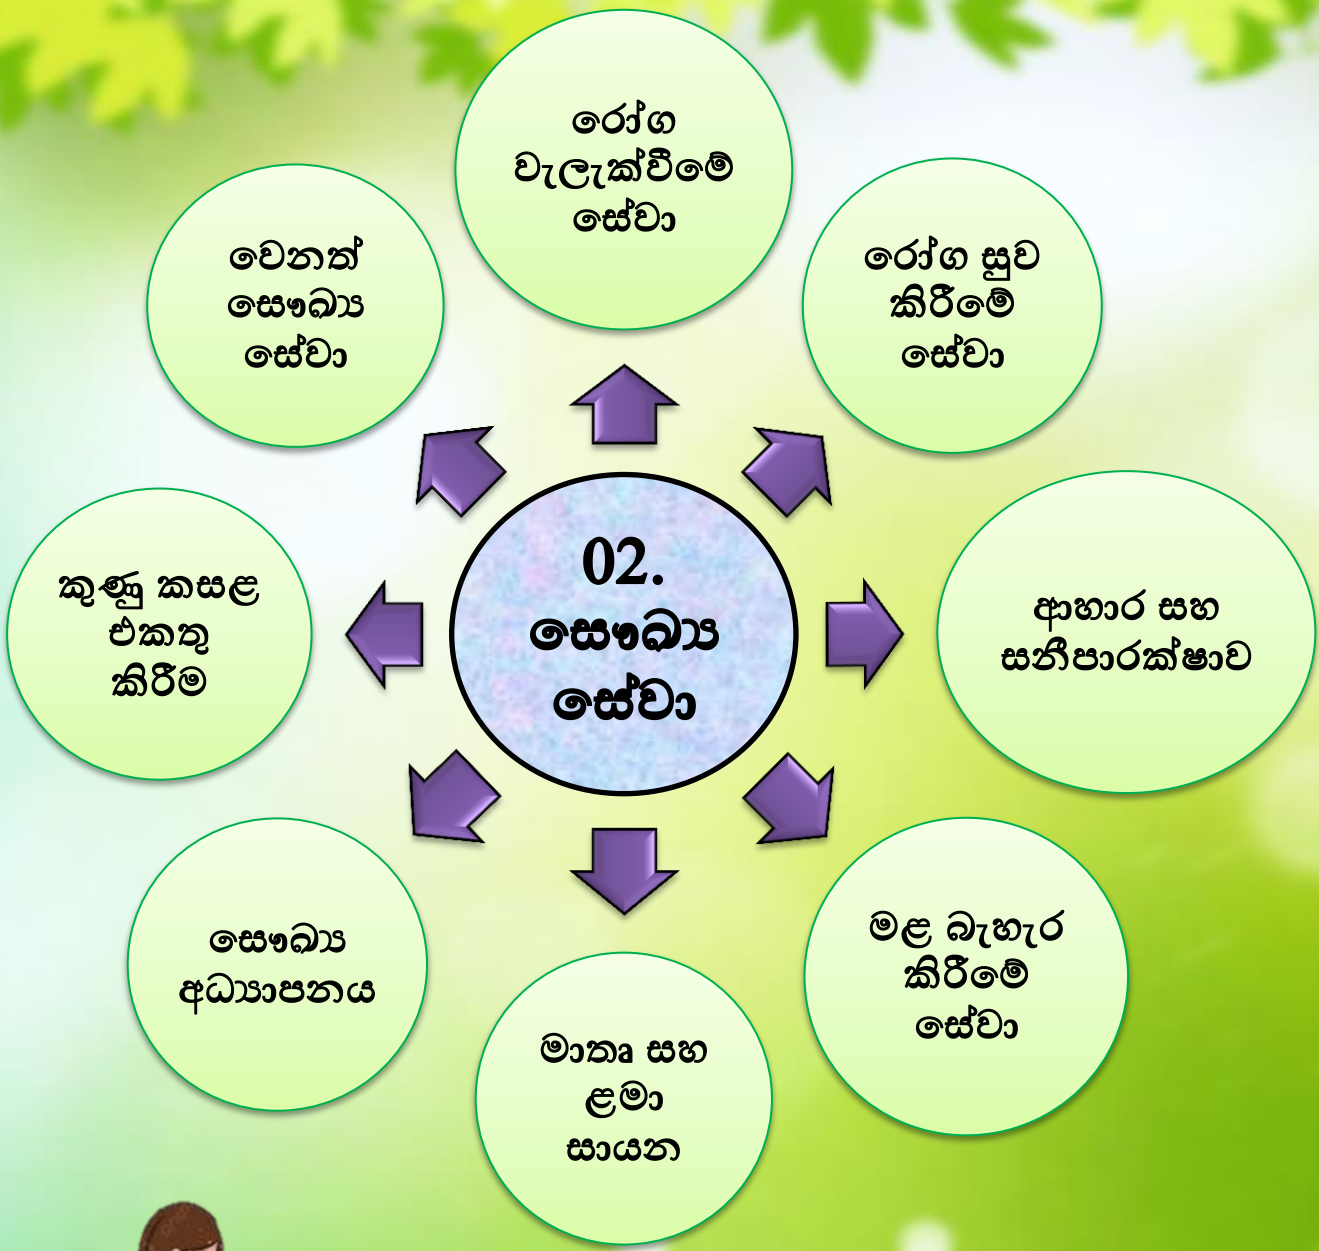 රෝග
වැලැක්වීමේ
සේවා
වෙනත්
සෞඛ්‍ය
සේවා
රෝග සුව
කිරීමේ
සේවා
02.
සෞඛ්‍ය
සේවා
කුණු කසළ
එකතු
කිරීම
ආහාර සහ
සනීපාරක්ෂාව
සෞඛ්‍ය
අධ්‍යාපනය
මළ බැහැර
කිරීමේ
සේවා
මාතෘ සහ
ළමා
සායන